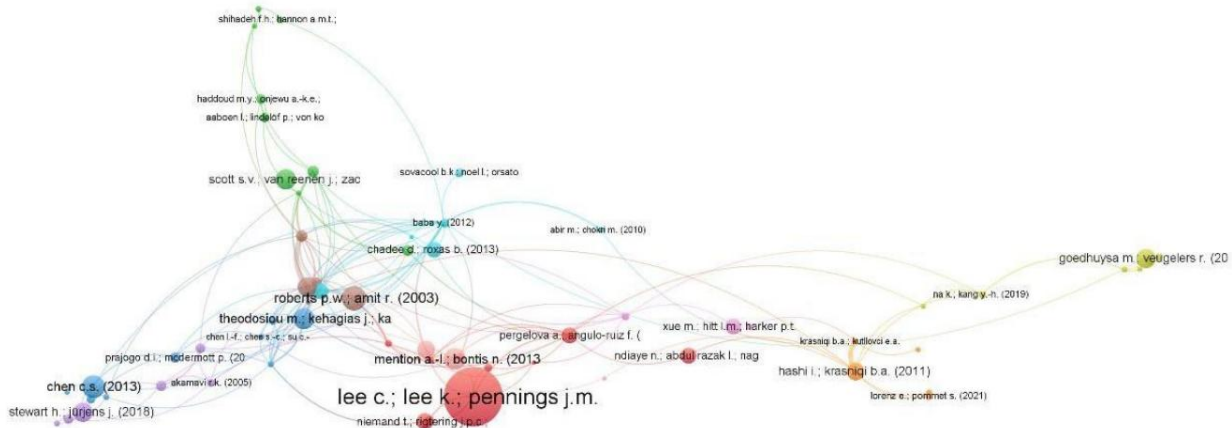 shihadeh f.h.; hannon a.m.t.;
haddoud m.y.; onjewu a.-k.e.;
aaboen l.; lindelöf p.; von ko
scott s.v.; van reenen j.; zac
sovacool b.k.; noel l.; orsato
baba y. (2012)
abir m.; chokri m. (2010)
chadee d.; roxas b. (2013)
goedhuysa m.; veugelers r. (20
roberts p.w.; amit r. (2003)
na k.; kang y.-h. (2019)
theodosiou m.; kehagias j.; ka
xue m.; hitt l.m.; harker p.t.
pergelova a.; angulo-ruiz f. (
chen l.-f.; chen s.-c.; su c.-
krasniqi b.a.; kutllovci e.a.
prajogo d.i.; mcdermott p. (20
mention a.-l.; bontis n. (2013
ndiaye n.; abdul razak l.; nag
hashi i.; krasniqi b.a. (2011)
akamavi r.k. (2005)
chen c.s. (2013)
lee c.; lee k.; pennings j.m.
lorenz e.; pommet s. (2021)
stewart h.; jürjens j. (2018)
niemand t.; rigtering j.p.c.;